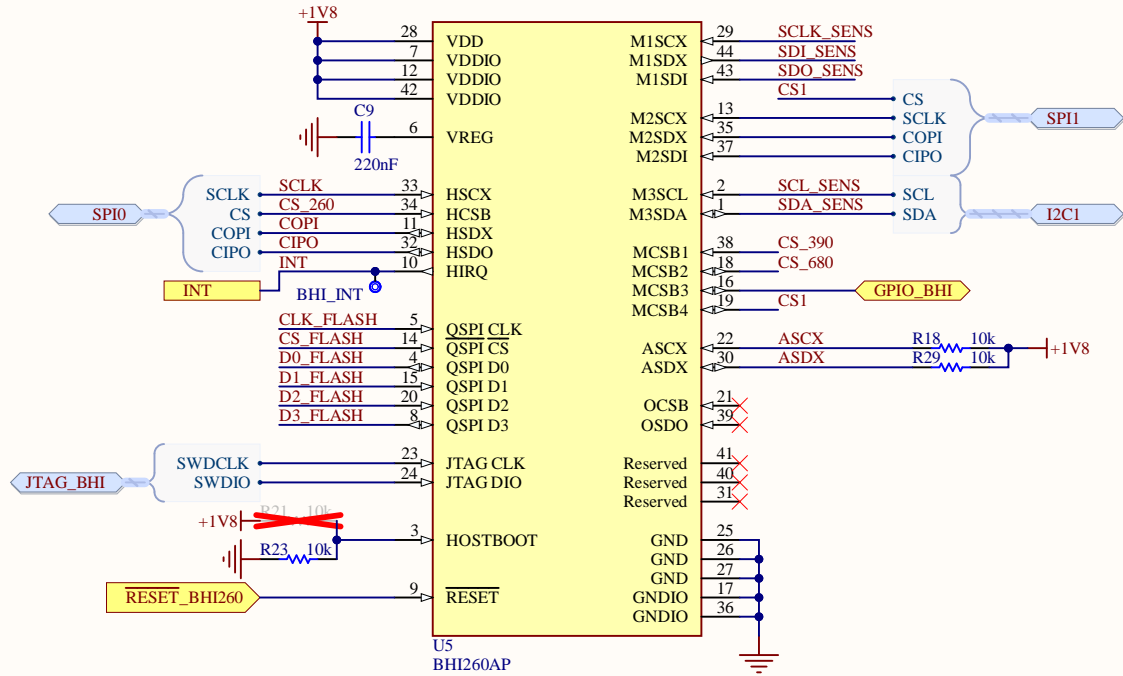 +1V8
28 VDD
7 VDDIO
12 VDDIO
42 VDDIO
C9
220nF
6 VREG
SPI0
SCLK SCLK 33 HSCX
CS CS_260 34 HCSB
COPI COPI 11 HSDX
CIPO CIPO 32 HSDO
INT INT 10 HIRQ
BHI_INT
CLK_FLASH 5 QSPI CLK
CS_FLASH 14 QSPI CS
D0_FLASH 4 QSPI D0
D1_FLASH 15 QSPI D1
D2_FLASH 20 QSPI D2
D3_FLASH 8 QSPI D3
JTAG_BHI
SWDCLK 23 JTAG CLK
SWDIO 24 JTAG DIO
+1V8 R21 10k
R23 10k
3 HOSTBOOT
RESET_BHI260 9 RESET
M1SCX 29 SCLK_SENS
M1SDX 44 SDI_SENS
M1SDI 43 SDO_SENS
CS1 CS
M2SCX 13 SCLK
M2SDX 35 COPI
M2SDI 37 CIPO
SPI1
M3SCL 2 SCL_SENS SCL
M3SDA 1 SDA_SENS SDA
I2C1
MCSB1 38 CS_390
MCSB2 18 CS_680
MCSB3 16 GPIO_BHI
MCSB4 19 CS1
ASCX 22 ASCX R18 10k
ASDX 30 ASDX R29 10k
+1V8
OCSB 21
OSDO 39
Reserved 41
Reserved 40
Reserved 31
GND 25
GND 26
GND 27
GNDIO 17
GNDIO 36
U5
BHI260AP